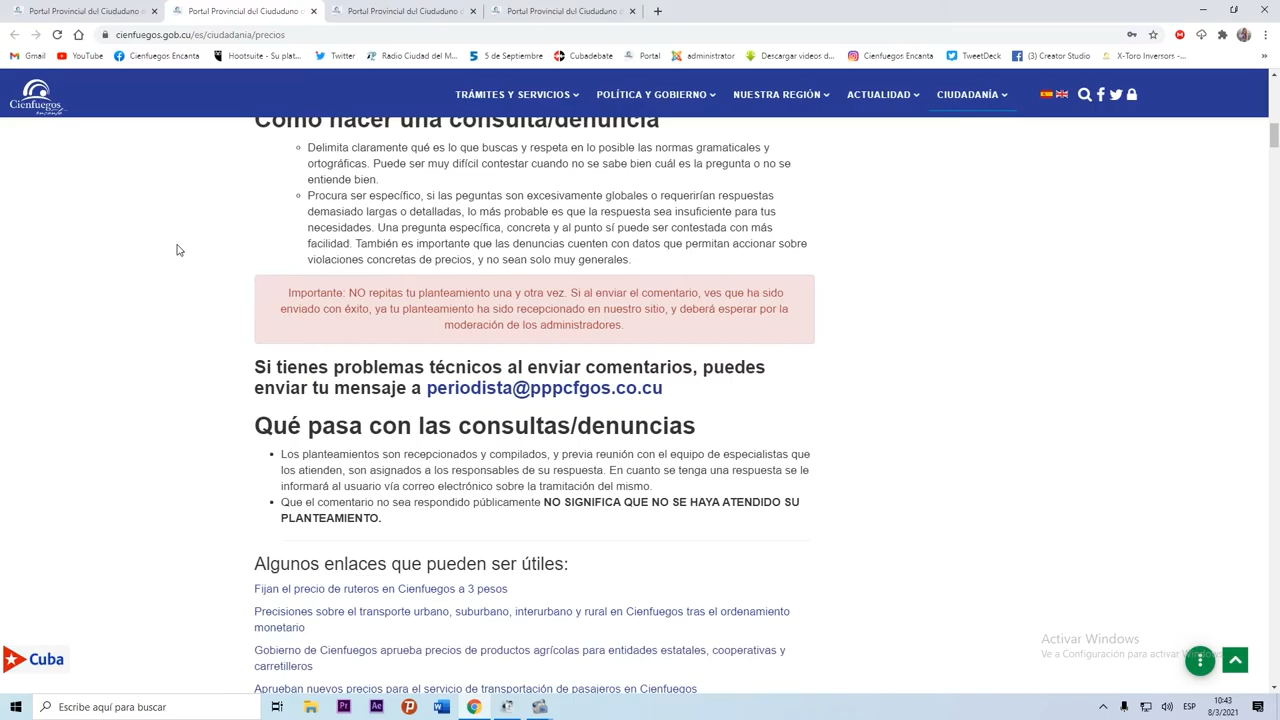 Portal Provincial del Ciudadano d
Portal Provincial del Ciudadano d
Portal Provincial del Ciudadano d
Portal Provincial del Ciudadano d
cienfuegos.gob.cu/es/ciudadania/precios
Gmail
YouTube
Cienfuegos Encanta
Hootsuite - Su plat...
Twitter
Radio Ciudad del M...
5 de Septiembre
Cubadebate
Portal
administrator
Descargar videos d...
Cienfuegos Encanta
TweetDeck
(3) Creator Studio
X-Toro Inversors -...
Cienfuegos
encanta
TRÁMITES Y SERVICIOS
POLÍTICA Y GOBIERNO
NUESTRA REGIÓN
ACTUALIDAD
CIUDADANÍA
Cómo hacer una consulta/denuncia
Delimita claramente qué es lo que buscas y respeta en lo posible las normas gramaticales y
ortográficas. Puede ser muy difícil contestar cuando no se sabe bien cuál es la pregunta o no se
entiende bien.
Procura ser específico, si las peguntas son excesivamente globales o requerirían respuestas
demasiado largas o detalladas, lo más probable es que la respuesta sea insuficiente para tus
necesidades. Una pregunta específica, concreta y al punto sí puede ser contestada con más
facilidad. También es importante que las denuncias cuenten con datos que permitan accionar sobre
violaciones concretas de precios, y no sean solo muy generales.
Importante: NO repitas tu planteamiento una y otra vez. Si al enviar el comentario, ves que ha sido
enviado con éxito, ya tu planteamiento ha sido recepcionado en nuestro sitio, y deberá esperar por la
moderación de los administradores.
Si tienes problemas técnicos al enviar comentarios, puedes
enviar tu mensaje a periodista@pppcfgos.co.cu
Qué pasa con las consultas/denuncias
Los planteamientos son recepcionados y compilados, y previa reunión con el equipo de especialistas que
los atienden, son asignados a los responsables de su respuesta. En cuanto se tenga una respuesta se le
informará al usuario vía correo electrónico sobre la tramitación del mismo.
Que el comentario no sea respondido públicamente NO SIGNIFICA QUE NO SE HAYA ATENDIDO SU
PLANTEAMIENTO.
Algunos enlaces que pueden ser útiles:
Fijan el precio de ruteros en Cienfuegos a 3 pesos
Precisiones sobre el transporte urbano, suburbano, interurbano y rural en Cienfuegos tras el ordenamiento
monetario
Gobierno de Cienfuegos aprueba precios de productos agrícolas para entidades estatales, cooperativas y
carretilleros
Aprueban nuevos precios para el servicio de transportación de pasajeros en Cienfuegos
Cuba
Activar Windows
Ve a Configuración para activar Windows
Escribe aquí para buscar
ESP
10:43
8/3/2021